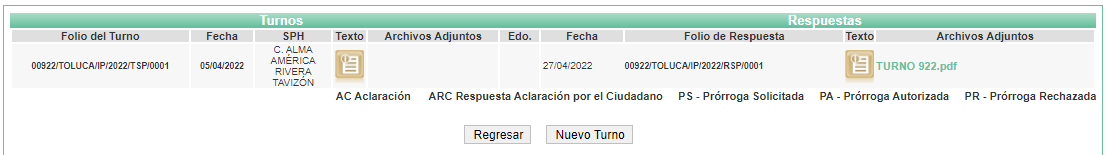 Turnos Respuestas
Folio del Turno Fecha SPH Texto Archivos Adjuntos Edo. Fecha Folio de Respuesta Texto Archivos Adjuntos
00922/TOLUCA/IP/2022/TSP/0001 05/04/2022 C. ALMA
AMÉRICA
RIVERA
TAVIZÓN 27/04/2022 00922/TOLUCA/IP/2022/RSP/0001 TURNO 922.pdf
AC Aclaración ARC Respuesta Aclaración por el Ciudadano PS - Prórroga Solicitada PA - Prórroga Autorizada PR - Prórroga Rechazada
Regresar Nuevo Turno